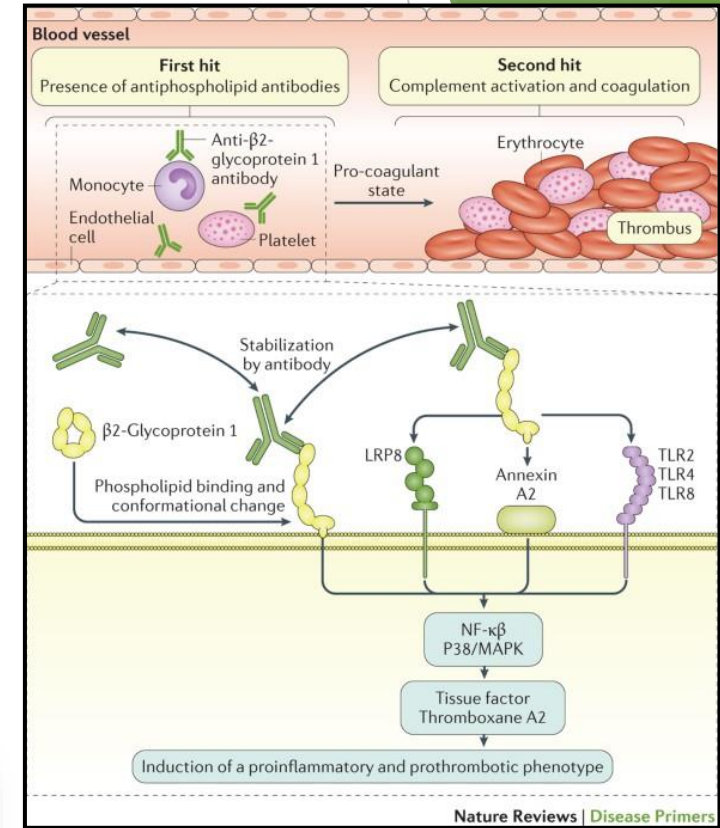 Blood vessel
First hit
Presence of antiphospholipid antibodies
Second hit
Complement activation and coagulation
Anti-β2-
glycoprotein 1
antibody
Monocyte
Endothelial
cell
Platelet
Pro-coagulant
state
Erythrocyte
Thrombus
Stabilization
by antibody
β2-Glycoprotein 1
Phospholipid binding and
conformational change
LRP8
Annexin
A2
TLR2
TLR4
TLR8
NF-κβ
P38/MAPK
Tissue factor
Thromboxane A2
Induction of a proinflammatory and prothrombotic phenotype
Nature Reviews | Disease Primers